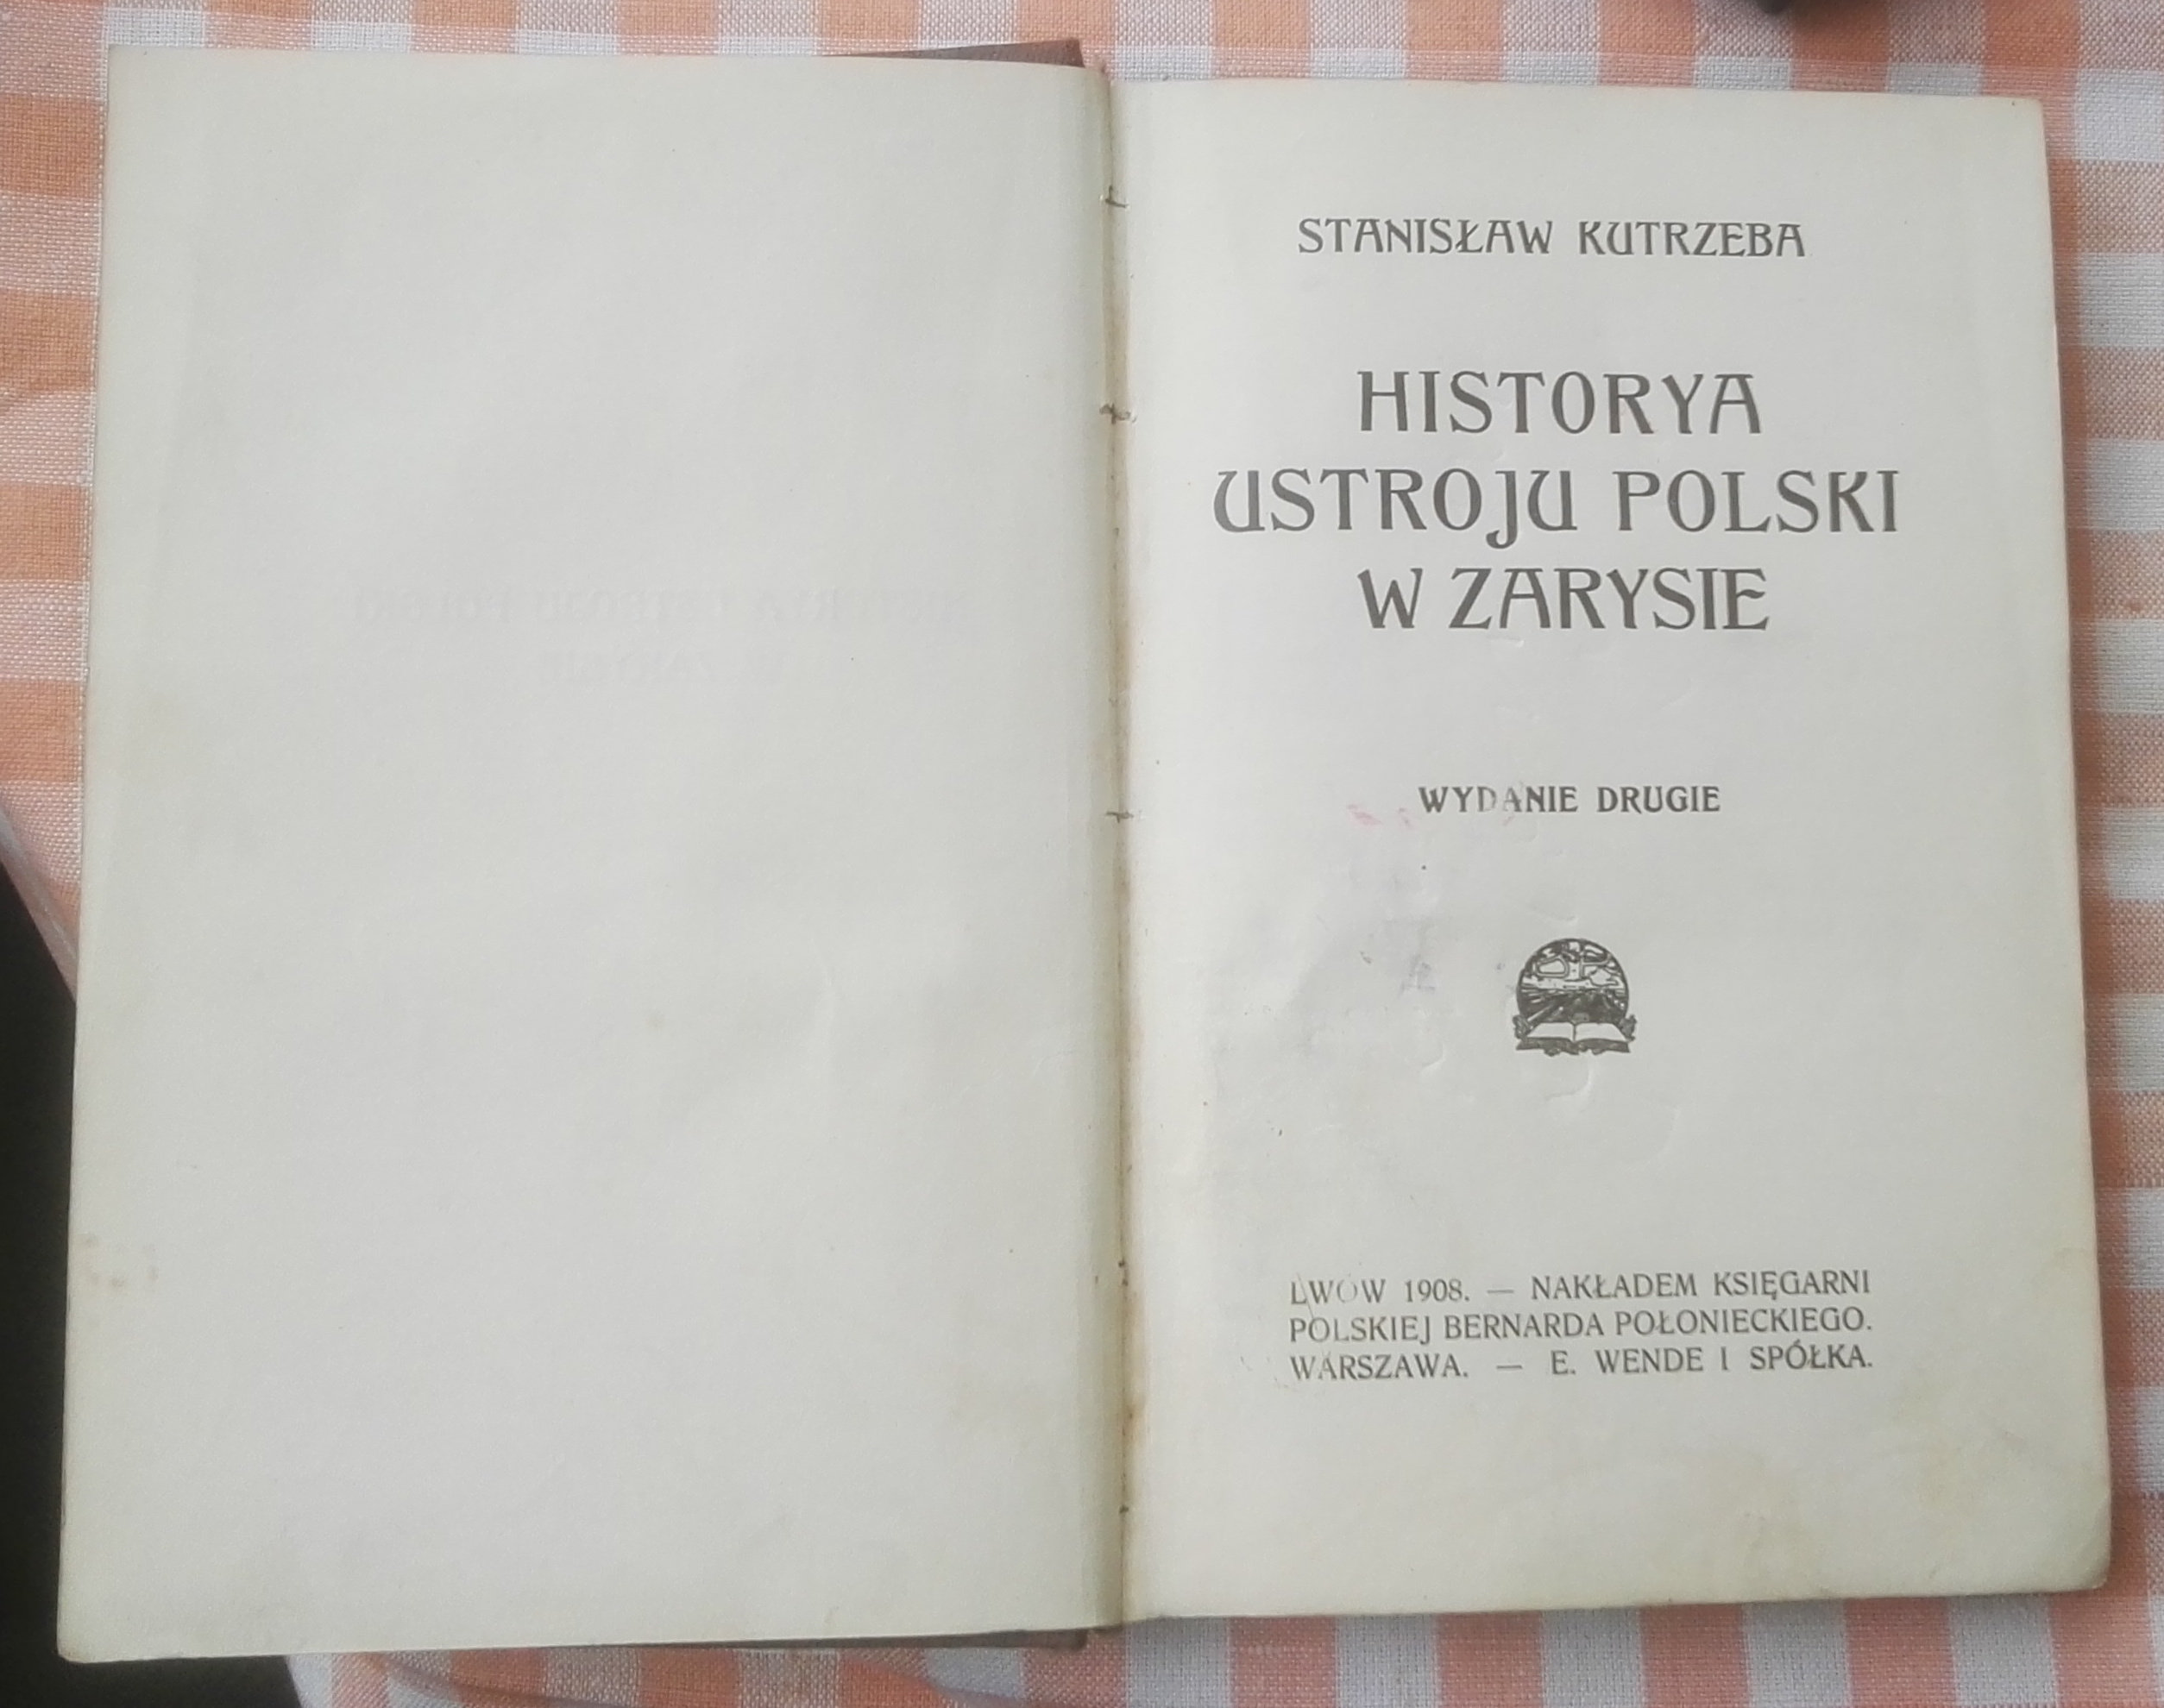 STANISŁAW KUTRZEBA
HISTORYA
USTROJU POLSKI
W ZARYSIE
WYDANIE DRUGIE
LWÓW 1908. — NAKŁADEM KSIĘGARNI
POLSKIEJ BERNARDA POŁONIECKIEGO.
WARSZAWA. — E. WENDE I SPÓŁKA.